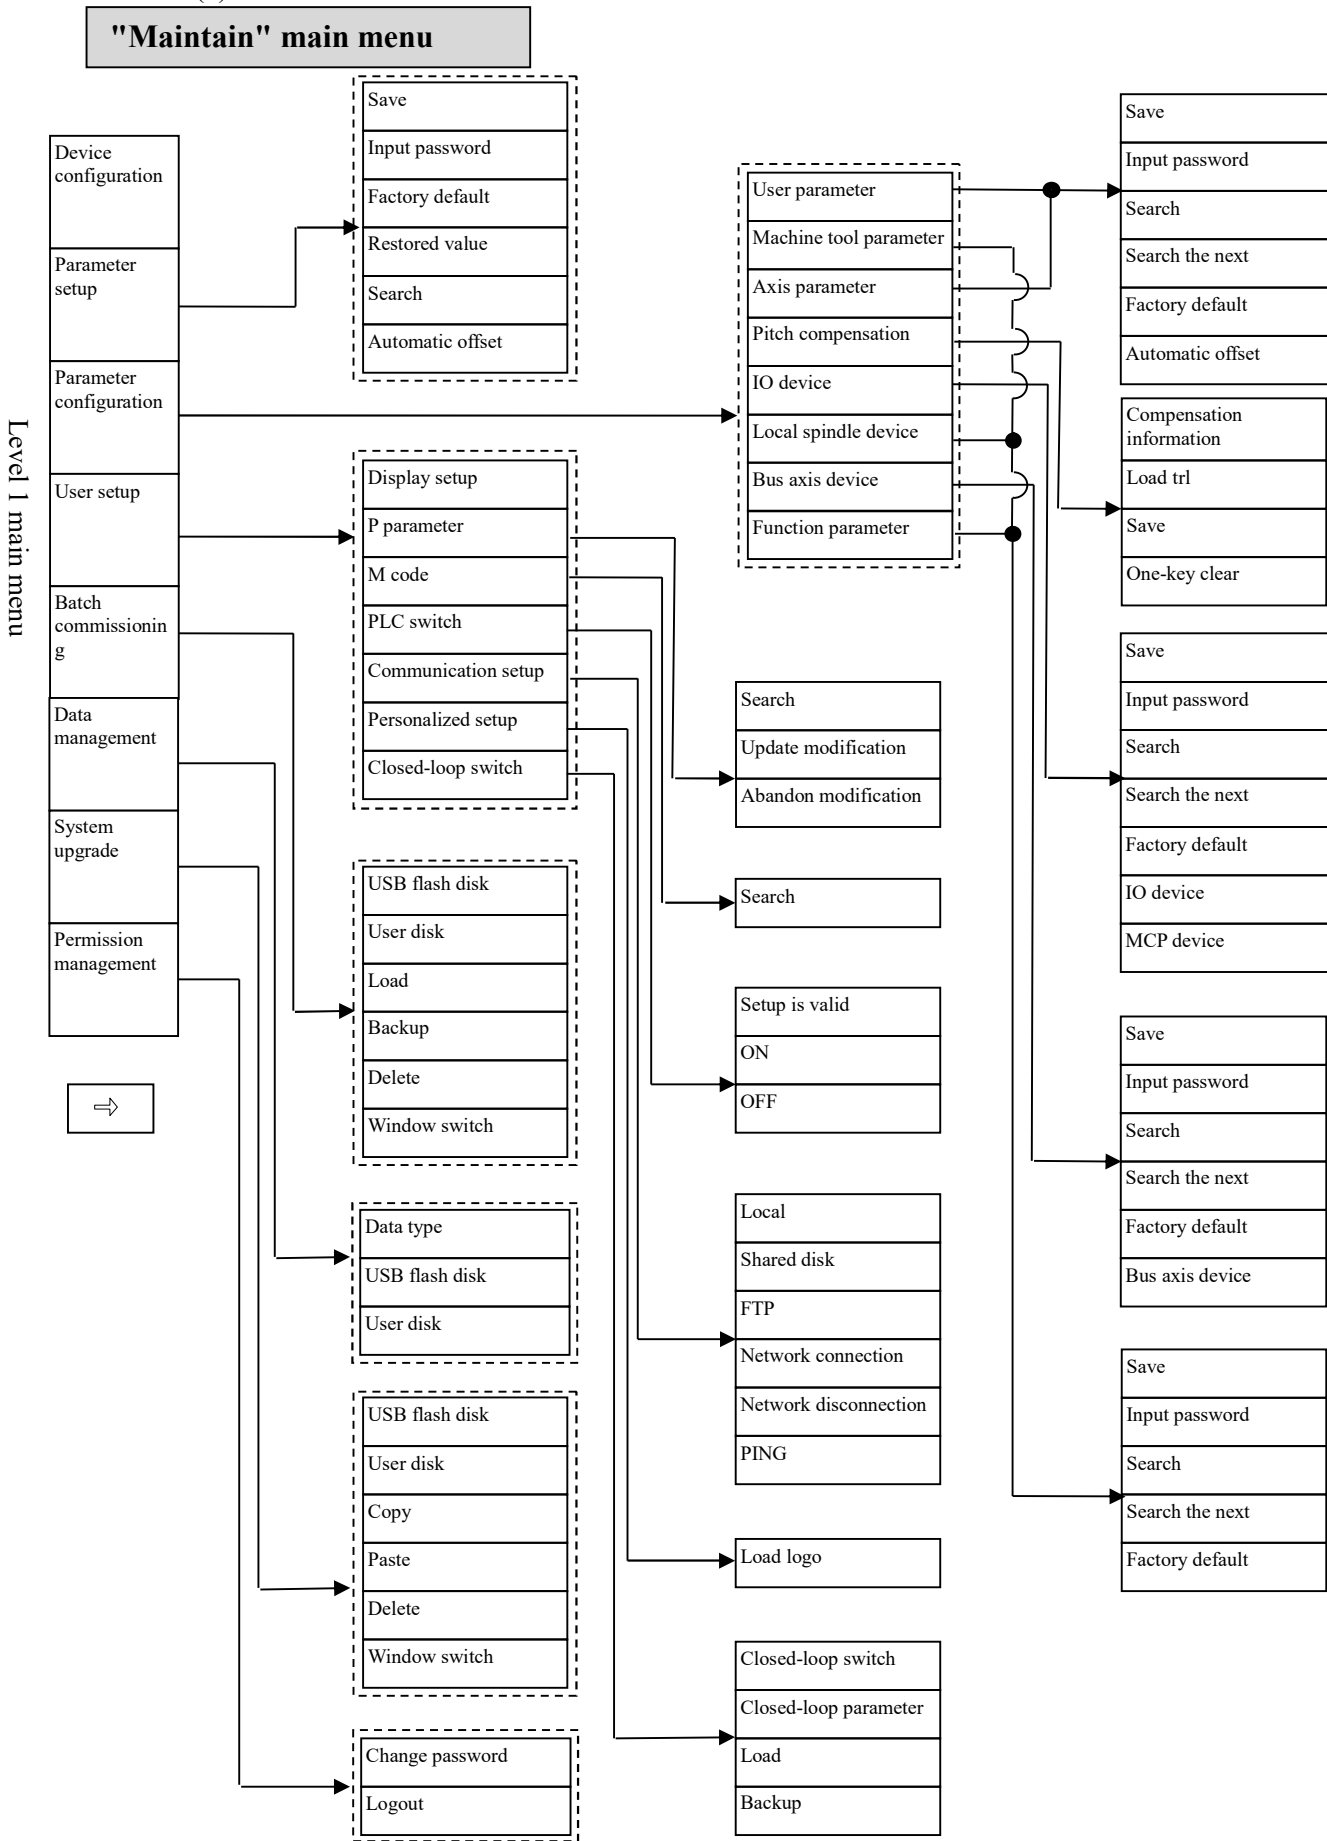 "Maintain" main menu
Level 1 main menu
Device
configuration
Parameter
setup
Parameter
configuration
User setup
Batch
commissionin
g
Data
management
System
upgrade
Permission
management
Save
Input password
Factory default
Restored value
Search
Automatic offset
Display setup
P parameter
M code
PLC switch
Communication setup
Personalized setup
Closed-loop switch
USB flash disk
User disk
Load
Backup
Delete
Window switch
Data type
USB flash disk
User disk
USB flash disk
User disk
Copy
Paste
Delete
Window switch
Change password
Logout
User parameter
Machine tool parameter
Axis parameter
Pitch compensation
IO device
Local spindle device
Bus axis device
Function parameter
Search
Update modification
Abandon modification
Search
Setup is valid
ON
OFF
Local
Shared disk
FTP
Network connection
Network disconnection
PING
Load logo
Closed-loop switch
Closed-loop parameter
Load
Backup
Save
Input password
Search
Search the next
Factory default
Automatic offset
Compensation
information
Load trl
Save
One-key clear
Save
Input password
Search
Search the next
Factory default
IO device
MCP device
Save
Input password
Search
Search the next
Factory default
Bus axis device
Save
Input password
Search
Search the next
Factory default